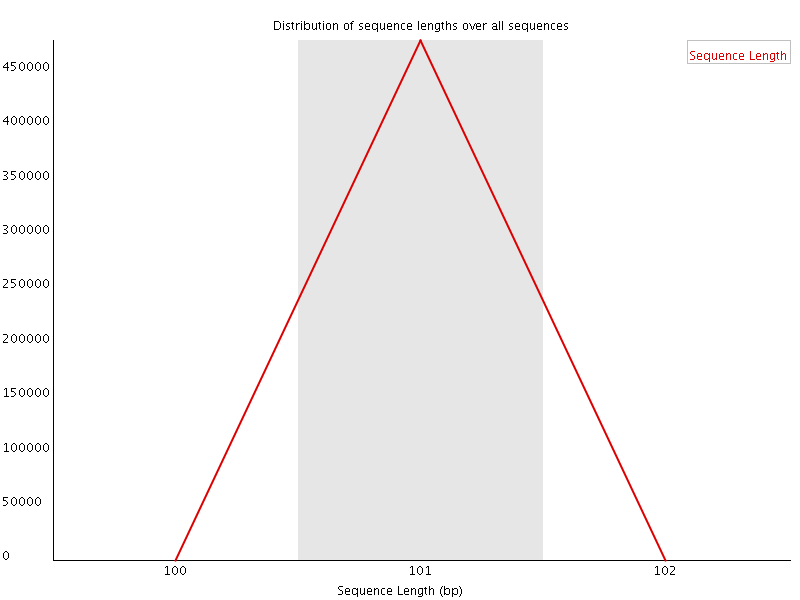 Distribution of sequence lengths over all sequences
Sequence Length
450000
400000
350000
300000
250000
200000
150000
100000
50000
0
100 101 102
Sequence Length (bp)